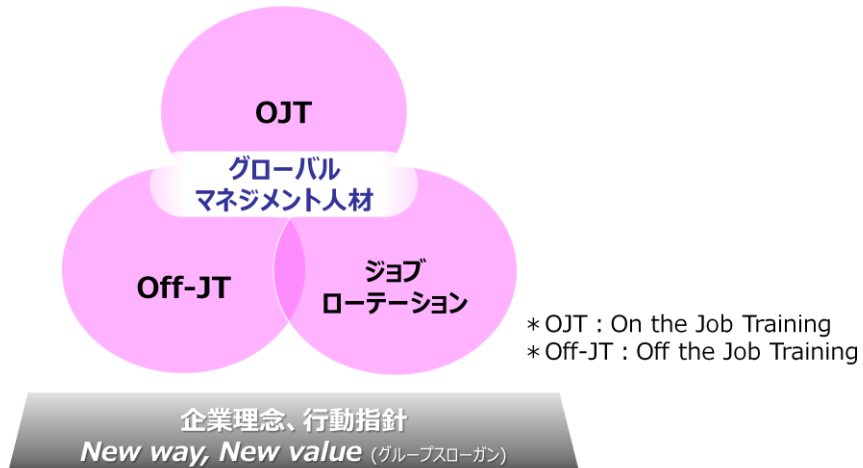 OJT
グローバル
マネジメント人材
Off-JT
ジョブ
ローテーション
＊OJT : On the Job Training
＊Off-JT : Off the Job Training
企業理念、行動指針
New way, New value (グループスローガン)